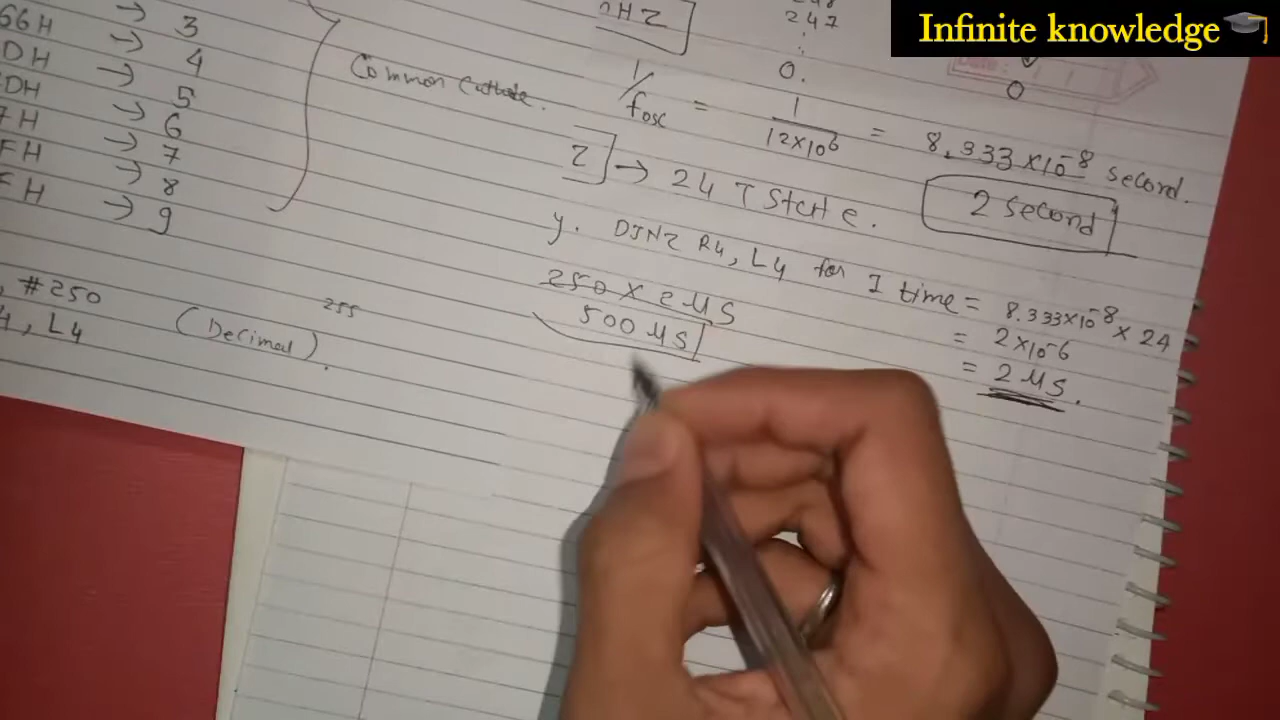 Infinite knowledge
66H → 3
DH → 4
DH → 5
7H → 6
FH → 7
FH → 8
→ 9
Common Cathode.
HZ
247
0.
0
1/fosc = 1/12×10⁶ = 8.333×10⁻⁸ second.
2 → 24 T State.
2 second
y. DJNZ R4, L4 for 1 time = 8.333×10⁻⁸ × 24
= 2×10⁻⁶
= 2 µS.
250 × 2 µS
500 µS
, #250
4, L4
(Decimal).
255